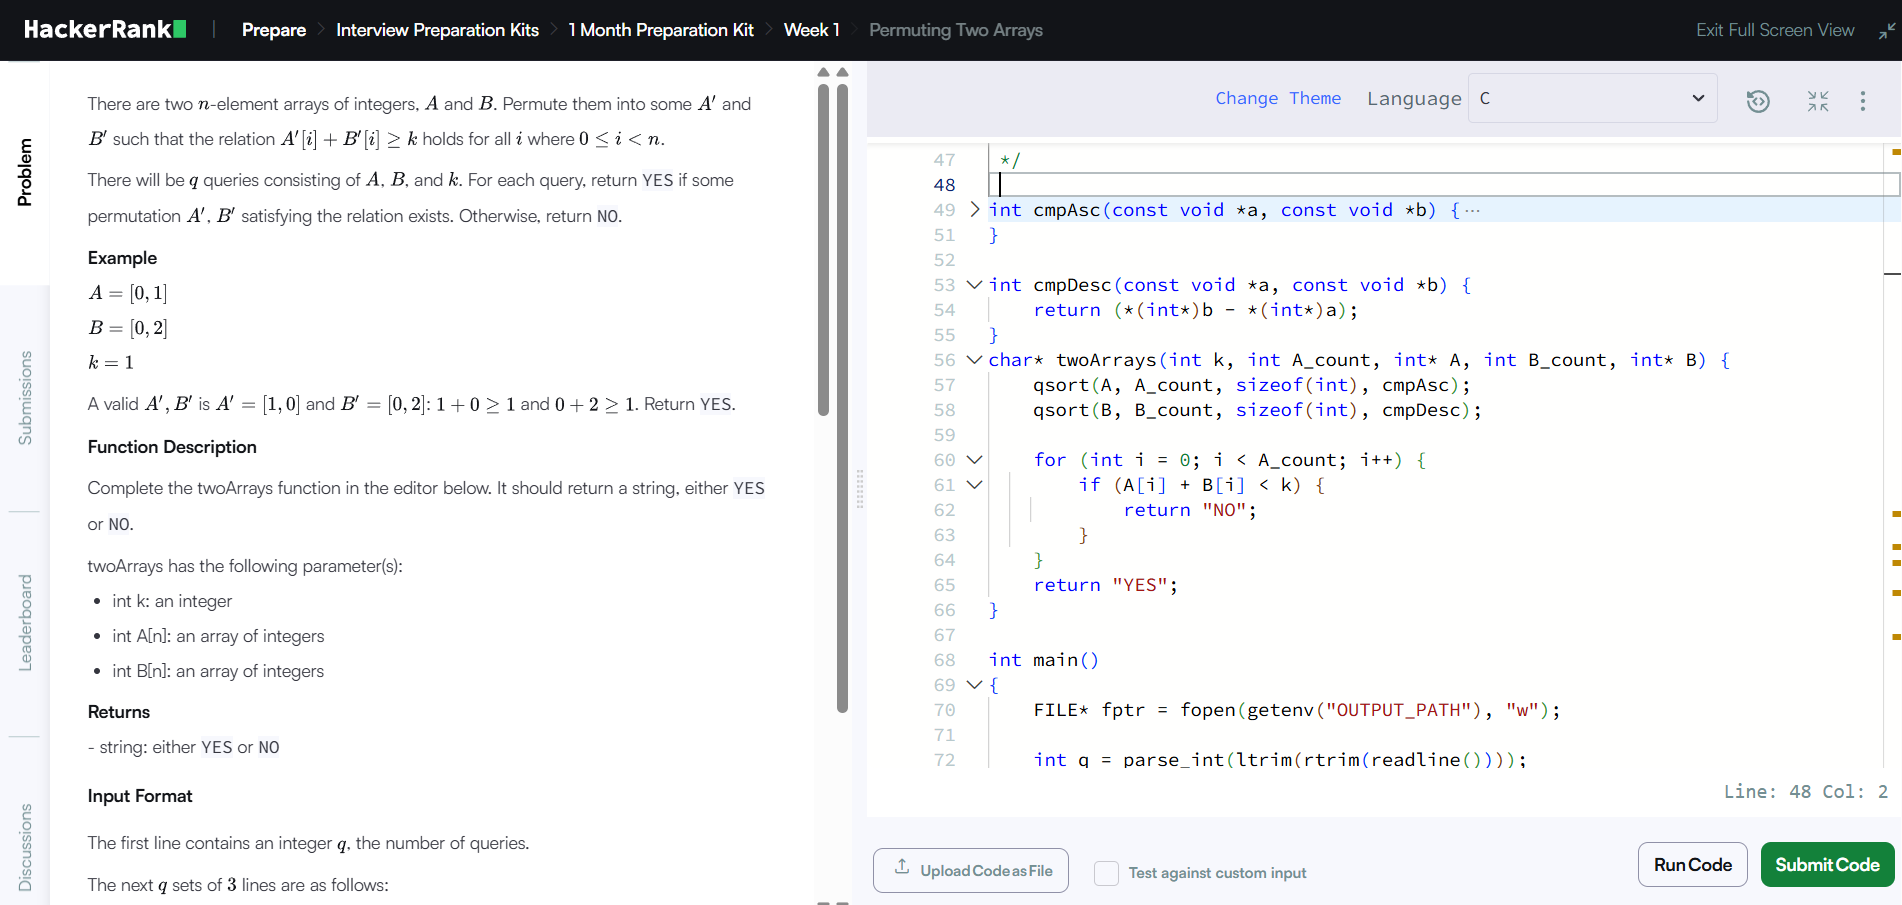 HackerRank | Prepare > Interview Preparation Kits > 1 Month Preparation Kit > Week 1 > Permuting Two Arrays
Exit Full Screen View
Problem
Submissions
Leaderboard
Discussions
There are two n-element arrays of integers, A and B. Permute them into some A′ and
B′ such that the relation A′[i] + B′[i] ≥ k holds for all i where 0 ≤ i < n.
There will be q queries consisting of A, B, and k. For each query, return YES if some
permutation A′, B′ satisfying the relation exists. Otherwise, return NO.
Example
A = [0, 1]
B = [0, 2]
k = 1
A valid A′, B′ is A′ = [1, 0] and B′ = [0, 2]: 1 + 0 ≥ 1 and 0 + 2 ≥ 1. Return YES.
Function Description
Complete the twoArrays function in the editor below. It should return a string, either YES
or NO.
twoArrays has the following parameter(s):
• int k: an integer
• int A[n]: an array of integers
• int B[n]: an array of integers
Returns
- string: either YES or NO
Input Format
The first line contains an integer q, the number of queries.
The next q sets of 3 lines are as follows:
Change Theme Language C
47 */
48
49 int cmpAsc(const void *a, const void *b) {···
51 }
52
53 int cmpDesc(const void *a, const void *b) {
54 return (*(int*)b - *(int*)a);
55 }
56 char* twoArrays(int k, int A_count, int* A, int B_count, int* B) {
57 qsort(A, A_count, sizeof(int), cmpAsc);
58 qsort(B, B_count, sizeof(int), cmpDesc);
59
60 for (int i = 0; i < A_count; i++) {
61 if (A[i] + B[i] < k) {
62 return "NO";
63 }
64 }
65 return "YES";
66 }
67
68 int main()
69 {
70 FILE* fptr = fopen(getenv("OUTPUT_PATH"), "w");
71
72 int q = parse_int(ltrim(rtrim(readline())));
Line: 48 Col: 2
Upload Code as File
Test against custom input
Run Code
Submit Code